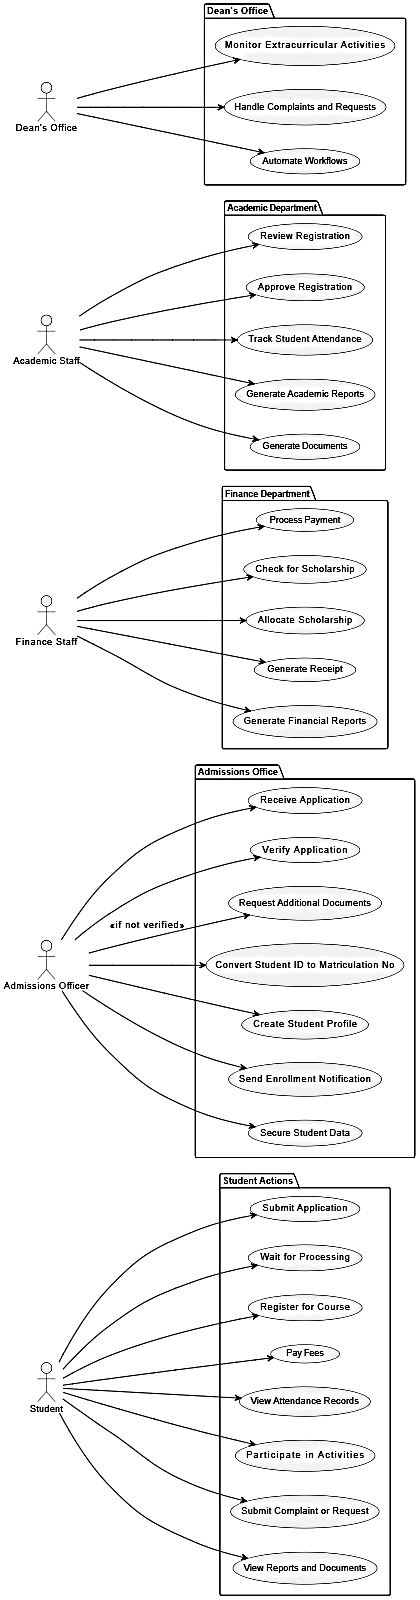 Dean's Office
Monitor Extracurricular Activities
Handle Complaints and Requests
Dean's Office
Automate Workflows
Academic Department
Review Registration
Approve Registration
Track Student Attendance
Academic Staff
Generate Academic Reports
Generate Documents
Finance Department
Process Payment
Check for Scholarship
Allocate Scholarship
Finance Staff
Generate Receipt
Generate Financial Reports
Admissions Office
Receive Application
Verify Application
Request Additional Documents
«if not verified»
Convert Student ID to Matriculation No
Admissions Officer
Create Student Profile
Send Enrollment Notification
Secure Student Data
Student Actions
Submit Application
Wait for Processing
Register for Course
Pay Fees
View Attendance Records
Student
Participate in Activities
Submit Complaint or Request
View Reports and Documents